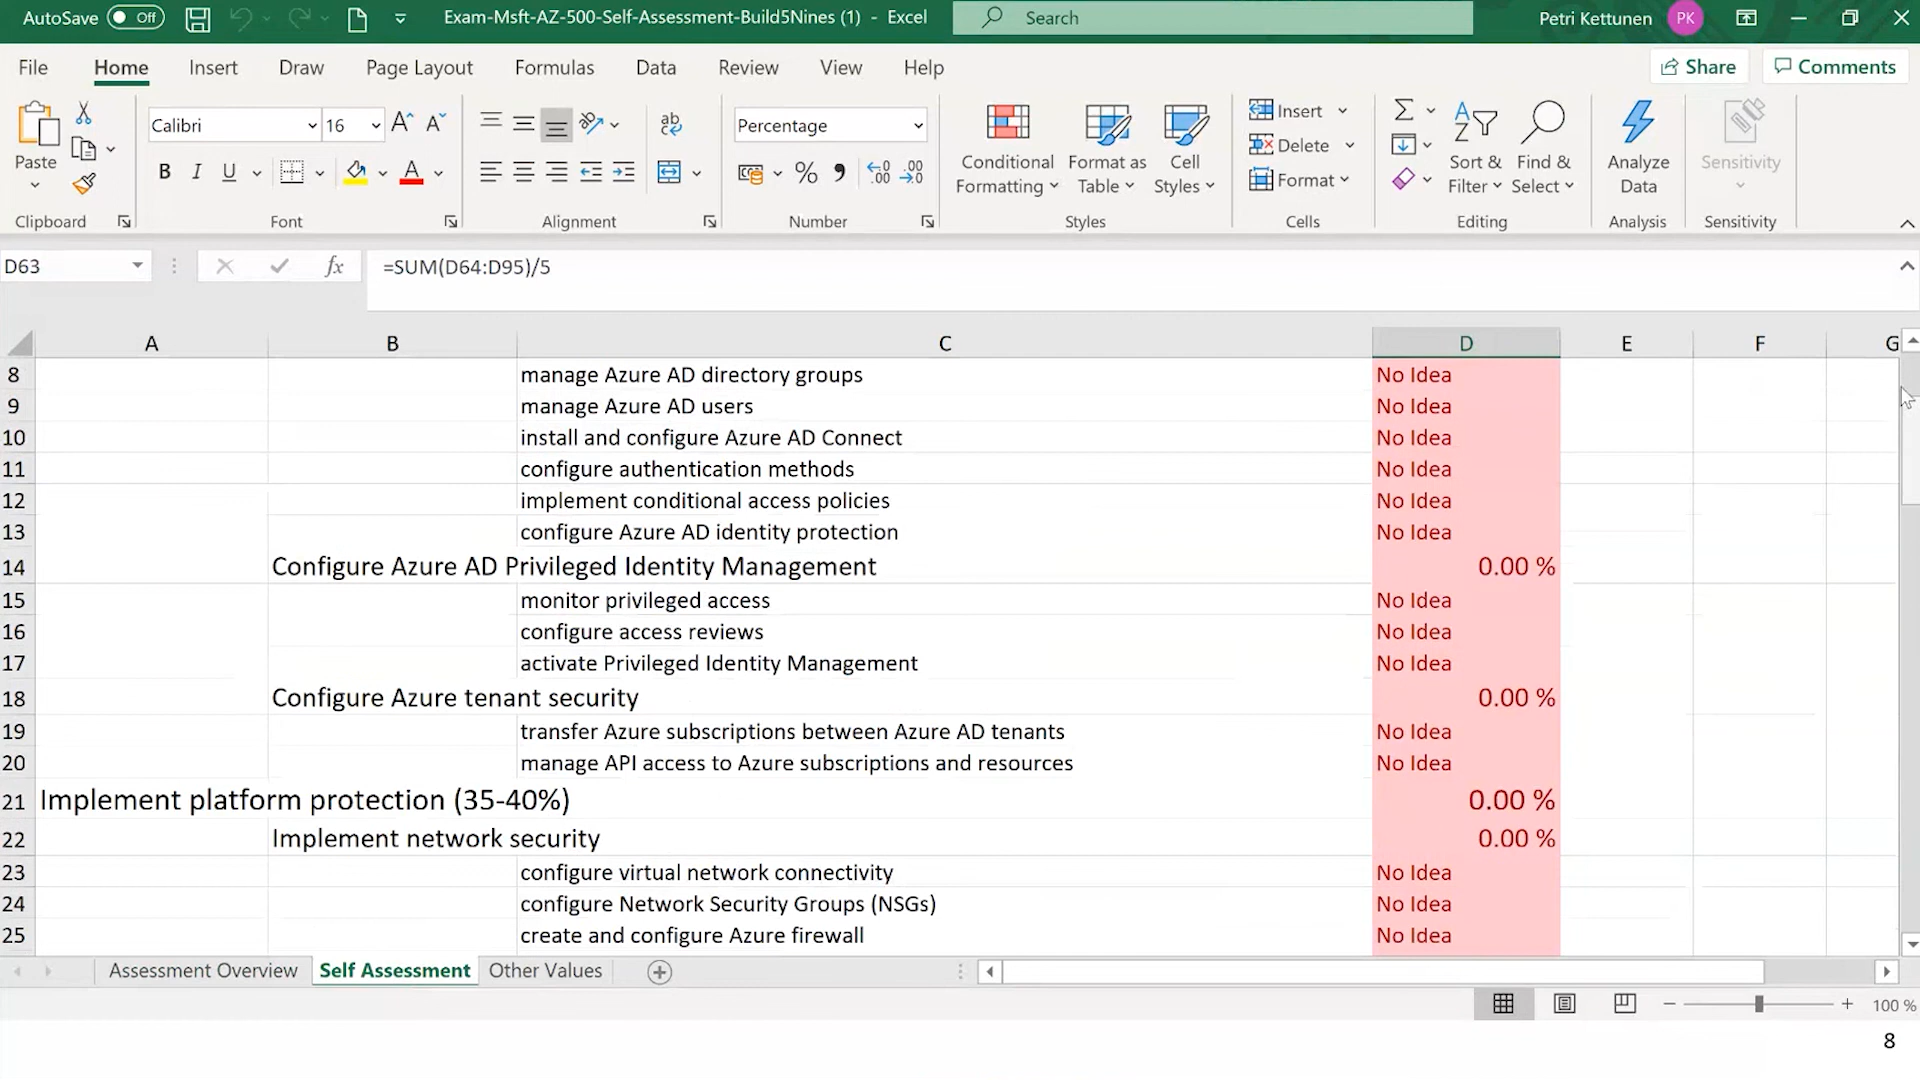 AutoSave Off Exam-Msft-AZ-500-Self-Assessment-Build5Nines (1) - Excel Search Petri Kettunen PK
File Home Insert Draw Page Layout Formulas Data Review View Help Share Comments
Calibri 16 ab Percentage Insert Σ A
Z
Paste Delete
B I U A % Conditional Formatting Format as Table Cell Styles Format Sort & Filter Find & Select Analyze Data Sensitivity
Clipboard Font Alignment Number Styles Cells Editing Analysis Sensitivity
D63 fx =SUM(D64:D95)/5
A B C D E F G
8 manage Azure AD directory groups No Idea
9 manage Azure AD users No Idea
10 install and configure Azure AD Connect No Idea
11 configure authentication methods No Idea
12 implement conditional access policies No Idea
13 configure Azure AD identity protection No Idea
14 Configure Azure AD Privileged Identity Management 0.00 %
15 monitor privileged access No Idea
16 configure access reviews No Idea
17 activate Privileged Identity Management No Idea
18 Configure Azure tenant security 0.00 %
19 transfer Azure subscriptions between Azure AD tenants No Idea
20 manage API access to Azure subscriptions and resources No Idea
21 Implement platform protection (35-40%) 0.00 %
22 Implement network security 0.00 %
23 configure virtual network connectivity No Idea
24 configure Network Security Groups (NSGs) No Idea
25 create and configure Azure firewall No Idea
Assessment Overview Self Assessment Other Values
100 %
8